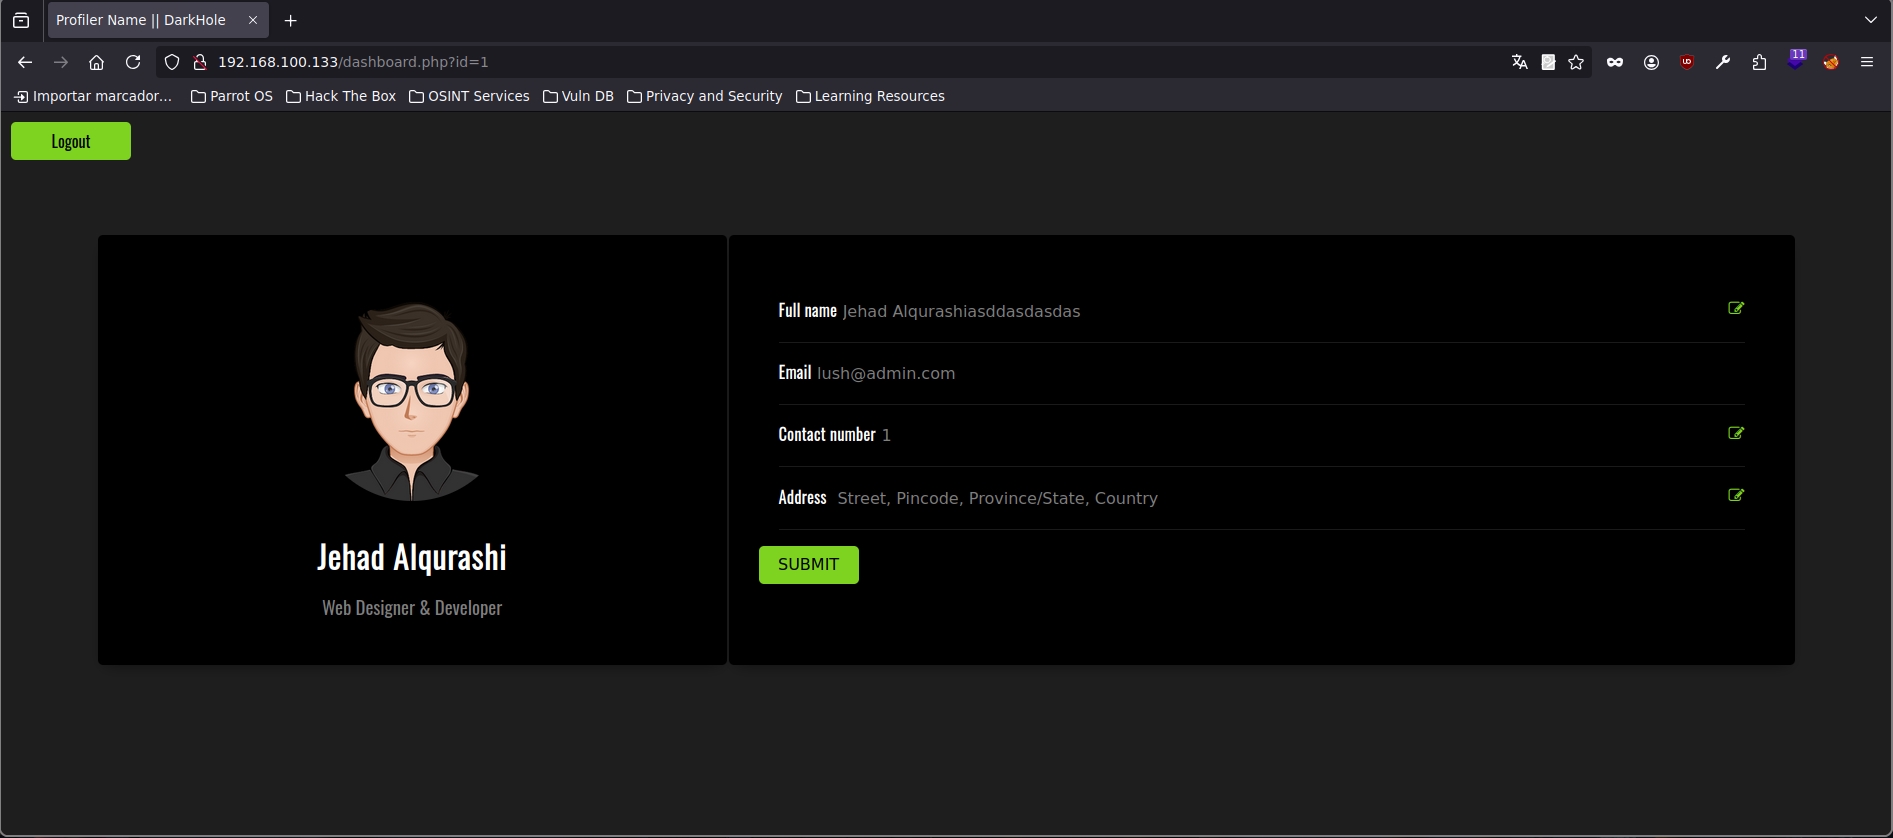 Profiler Name || DarkHole
192.168.100.133/dashboard.php?id=1
11
Importar marcador... Parrot OS Hack The Box OSINT Services Vuln DB Privacy and Security Learning Resources
Logout
Jehad Alqurashi
Web Designer & Developer
Full name Jehad Alqurashiasddasdasdas
Email lush@admin.com
Contact number 1
Address Street, Pincode, Province/State, Country
SUBMIT